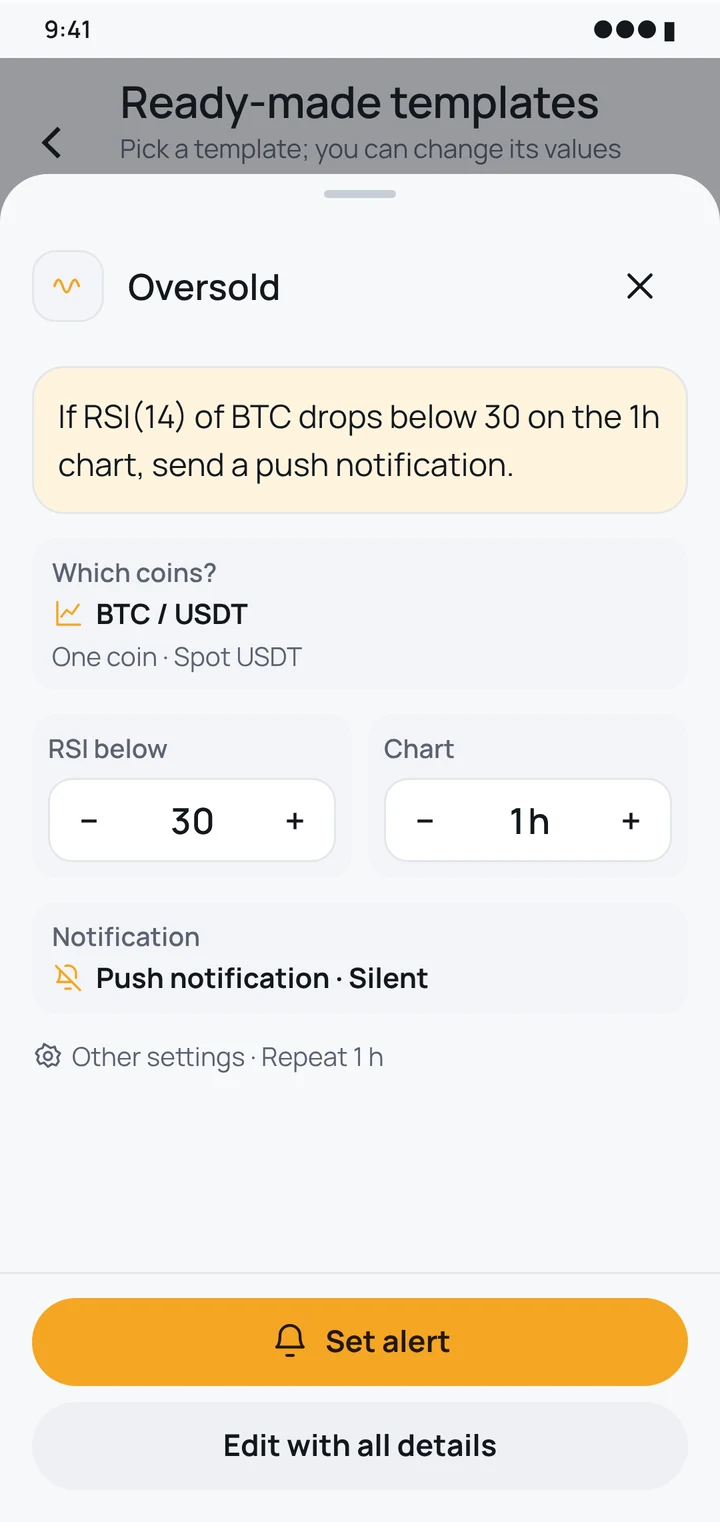 9:41
Ready-made templates
Pick a template; you can change its values
Oversold
If RSI(14) of BTC drops below 30 on the 1h
chart, send a push notification.
Which coins?
BTC / USDT
One coin · Spot USDT
RSI below
Chart
− 30 +
− 1h +
Notification
Push notification · Silent
Other settings · Repeat 1 h
Set alert
Edit with all details